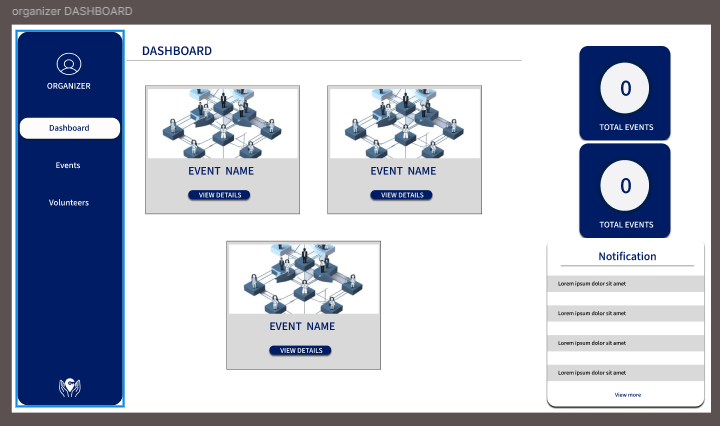 organizer DASHBOARD
ORGANIZER
Dashboard
Events
Volunteers
DASHBOARD
EVENT NAME
VIEW DETAILS
EVENT NAME
VIEW DETAILS
EVENT NAME
VIEW DETAILS
0
TOTAL EVENTS
0
TOTAL EVENTS
Notification
Lorem ipsum dolor sit amet
Lorem ipsum dolor sit amet
Lorem ipsum dolor sit amet
Lorem ipsum dolor sit amet
View more